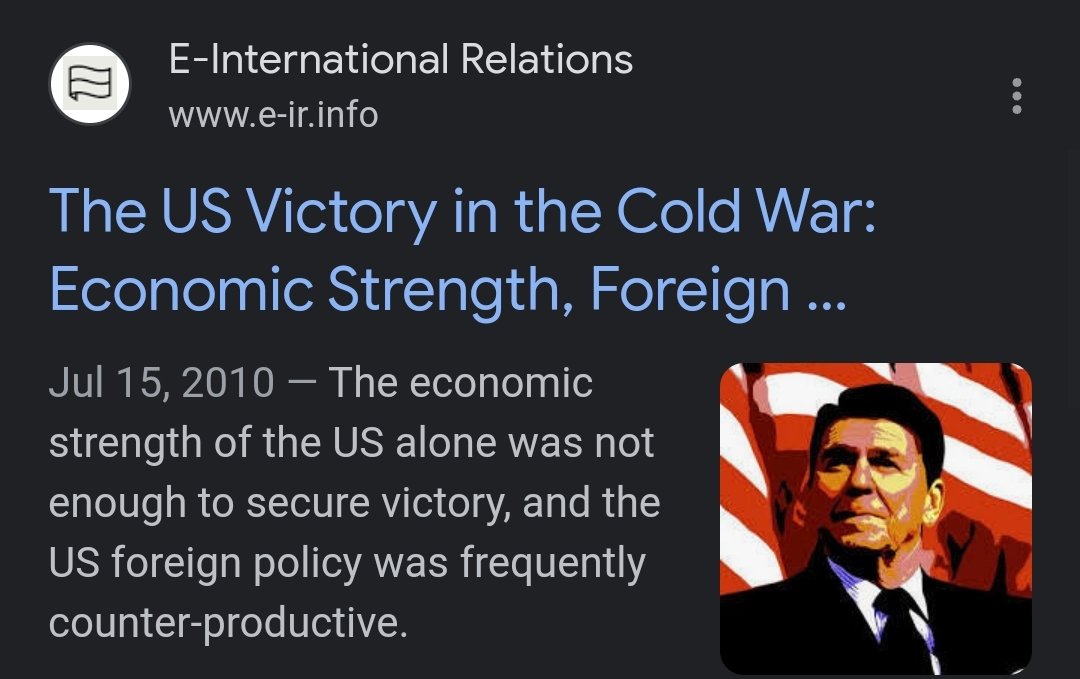 E-International Relations
www.e-ir.info
The US Victory in the Cold War:
Economic Strength, Foreign ...
Jul 15, 2010 — The economic
strength of the US alone was not
enough to secure victory, and the
US foreign policy was frequently
counter-productive.